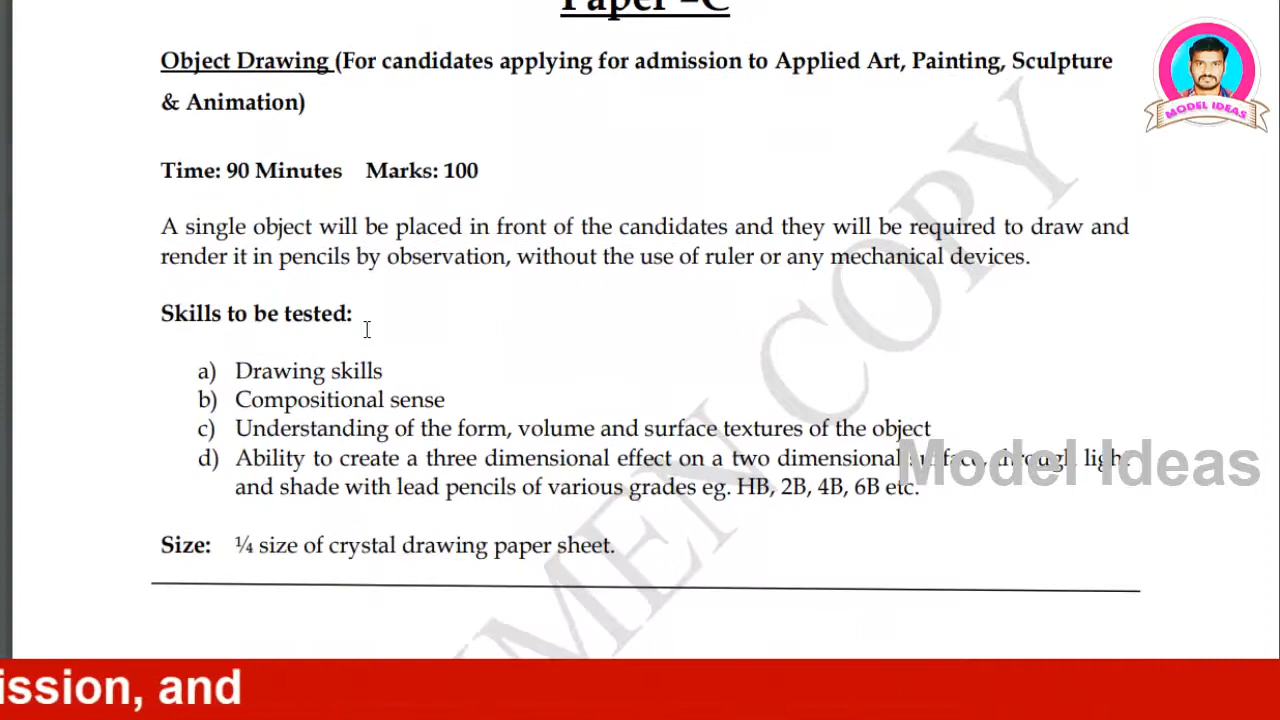 Paper –C
Object Drawing (For candidates applying for admission to Applied Art, Painting, Sculpture
& Animation)
MODEL IDEAS
Time: 90 Minutes Marks: 100
A single object will be placed in front of the candidates and they will be required to draw and
render it in pencils by observation, without the use of ruler or any mechanical devices.
Skills to be tested:
a) Drawing skills
b) Compositional sense
c) Understanding of the form, volume and surface textures of the object
d) Ability to create a three dimensional effect on a two dimensional surface, through light
Model Ideas
and shade with lead pencils of various grades eg. HB, 2B, 4B, 6B etc.
Size: ¼ size of crystal drawing paper sheet.
IMEN COPY
ission, and